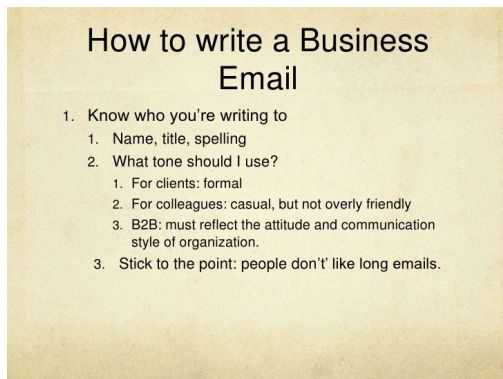 How to write a Business
Email
1. Know who you're writing to
1. Name, title, spelling
2. What tone should I use?
1. For clients: formal
2. For colleagues: casual, but not overly friendly
3. B2B: must reflect the attitude and communication
style of organization.
3. Stick to the point: people don't' like long emails.